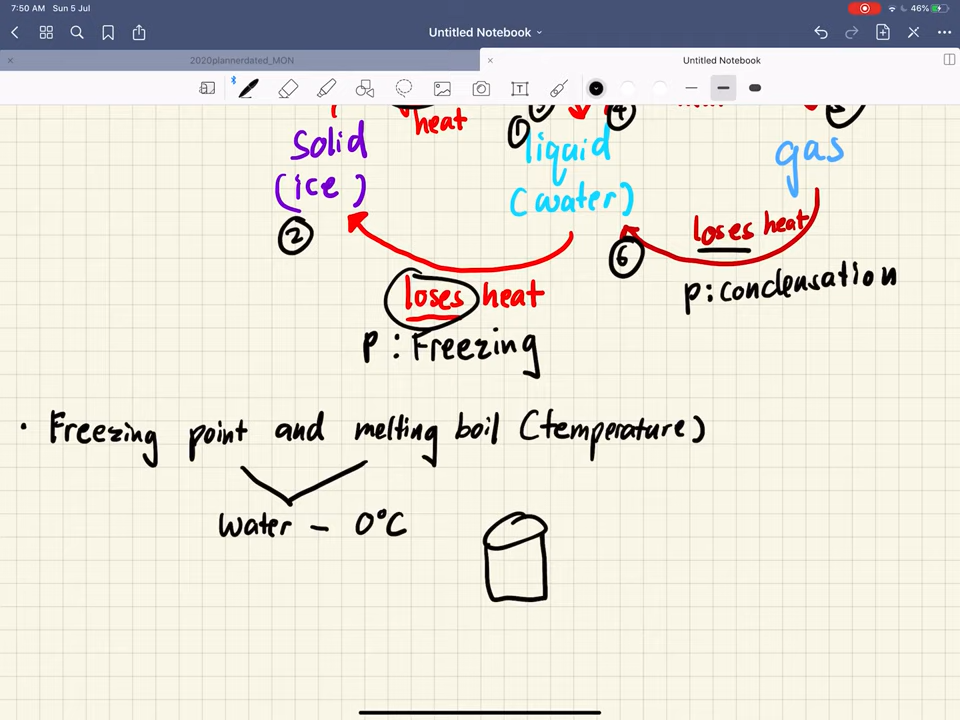 7:50 AM Sun 5 Jul
46%
Untitled Notebook
2020plannerdated_MON
Untitled Notebook
heat
①
④
solid
liquid
gas
(ice)
(water)
②
⑥
loses heat
loses heat
p: condensation
p: Freezing
• Freezing point and melting boil (temperature)
water – 0°C